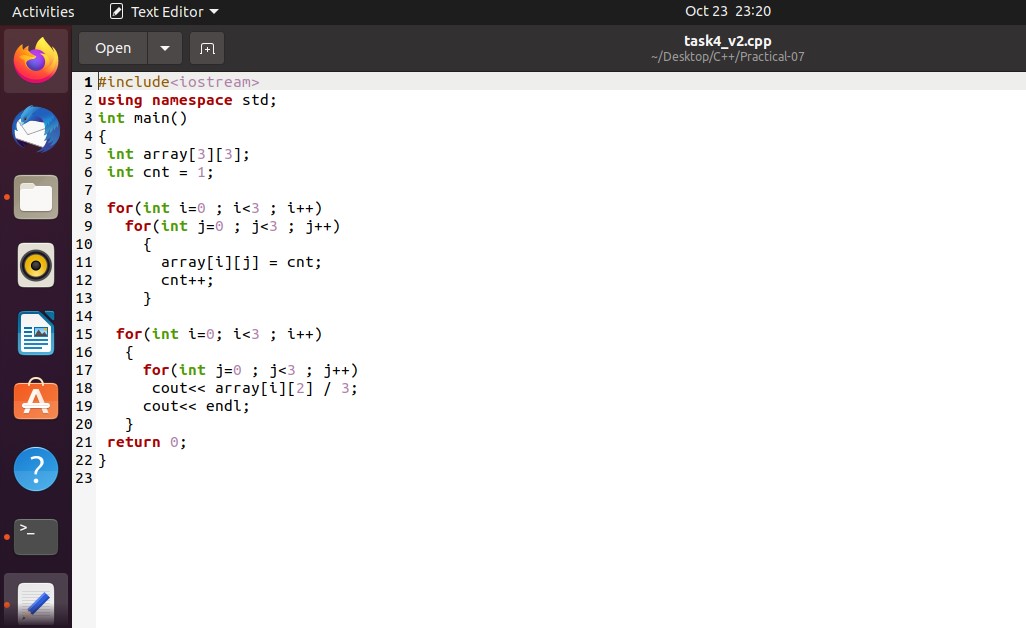 Activities Text Editor Oct 23 23:20
Open task4_v2.cpp
~/Desktop/C++/Practical-07
1 #include<iostream>
2 using namespace std;
3 int main()
4 {
5  int array[3][3];
6  int cnt = 1;
7
8  for(int i=0 ; i<3 ; i++)
9    for(int j=0 ; j<3 ; j++)
10      {
11        array[i][j] = cnt;
12        cnt++;
13      }
14
15   for(int i=0; i<3 ; i++)
16    {
17      for(int j=0 ; j<3 ; j++)
18       cout<< array[i][2] / 3;
19      cout<< endl;
20    }
21  return 0;
22 }
23